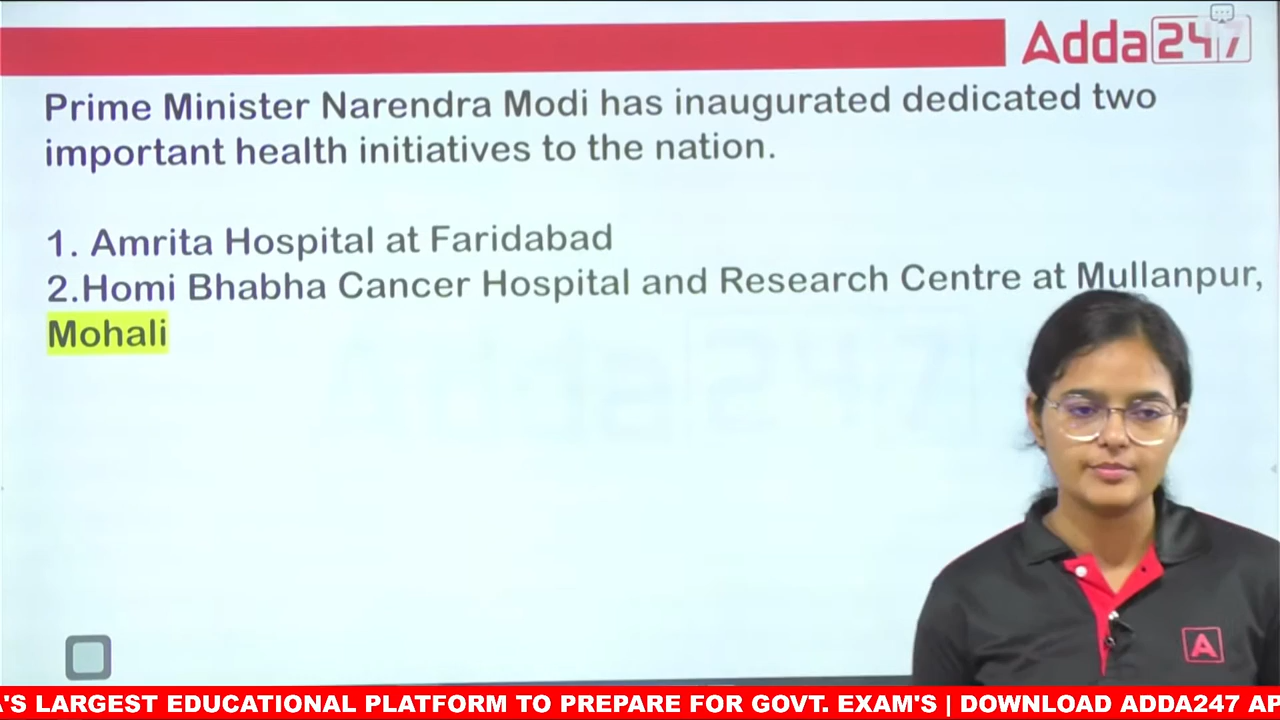 Adda247
Prime Minister Narendra Modi has inaugurated dedicated two
important health initiatives to the nation.
1. Amrita Hospital at Faridabad
2.Homi Bhabha Cancer Hospital and Research Centre at Mullanpur,
Mohali
A
A'S LARGEST EDUCATIONAL PLATFORM TO PREPARE FOR GOVT. EXAM'S | DOWNLOAD ADDA247 AP